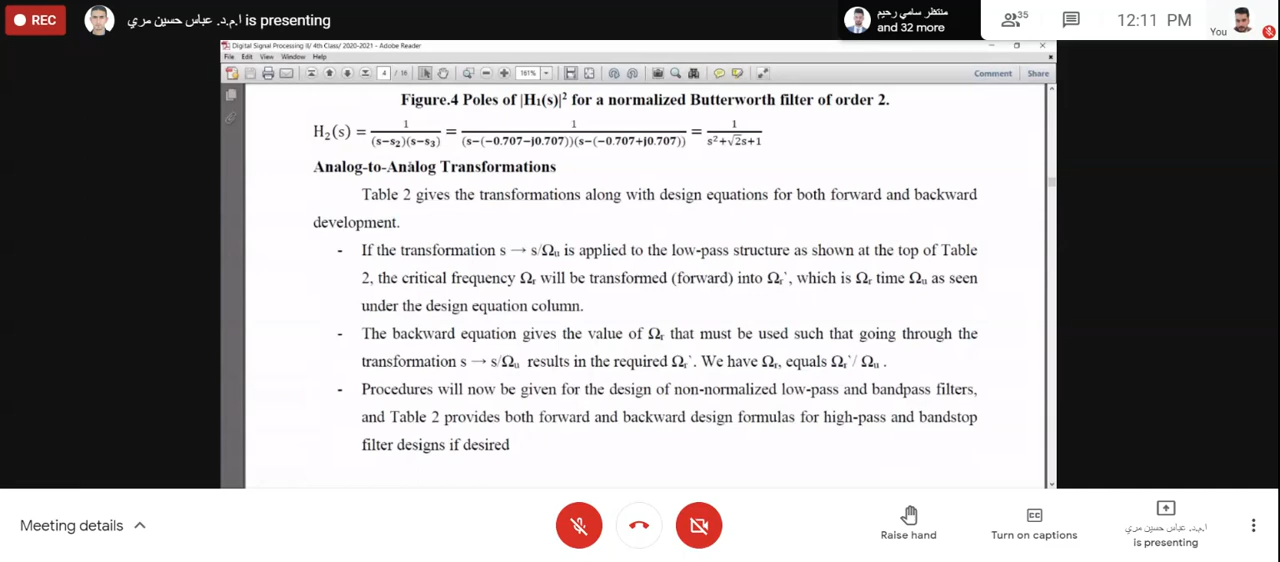 REC
ا.م.د. عباس حسين مري is presenting
منتظر سامي رحيم
and 32 more
35
12:11 PM
You
Digital Signal Processing II/ 4th Class/ 2020-2021 - Adobe Reader
File Edit View Window Help
4 / 16
181%
Comment Share
Figure.4 Poles of |H₁(s)|² for a normalized Butterworth filter of order 2.
H₂(s) = 1/((s−s₂)(s−s₃)) = 1/((s−(−0.707−j0.707))(s−(−0.707+j0.707))) = 1/(s²+√2s+1)
Analog-to-Analog Transformations
Table 2 gives the transformations along with design equations for both forward and backward
development.
- If the transformation s → s/Ωu is applied to the low-pass structure as shown at the top of Table
2, the critical frequency Ωr will be transformed (forward) into Ωr`, which is Ωr time Ωu as seen
under the design equation column.
- The backward equation gives the value of Ωr that must be used such that going through the
transformation s → s/Ωu results in the required Ωr`. We have Ωr, equals Ωr`/ Ωu .
- Procedures will now be given for the design of non-normalized low-pass and bandpass filters,
and Table 2 provides both forward and backward design formulas for high-pass and bandstop
filter designs if desired
Meeting details
Raise hand
Turn on captions
ا.م.د. عباس حسين مري
is presenting